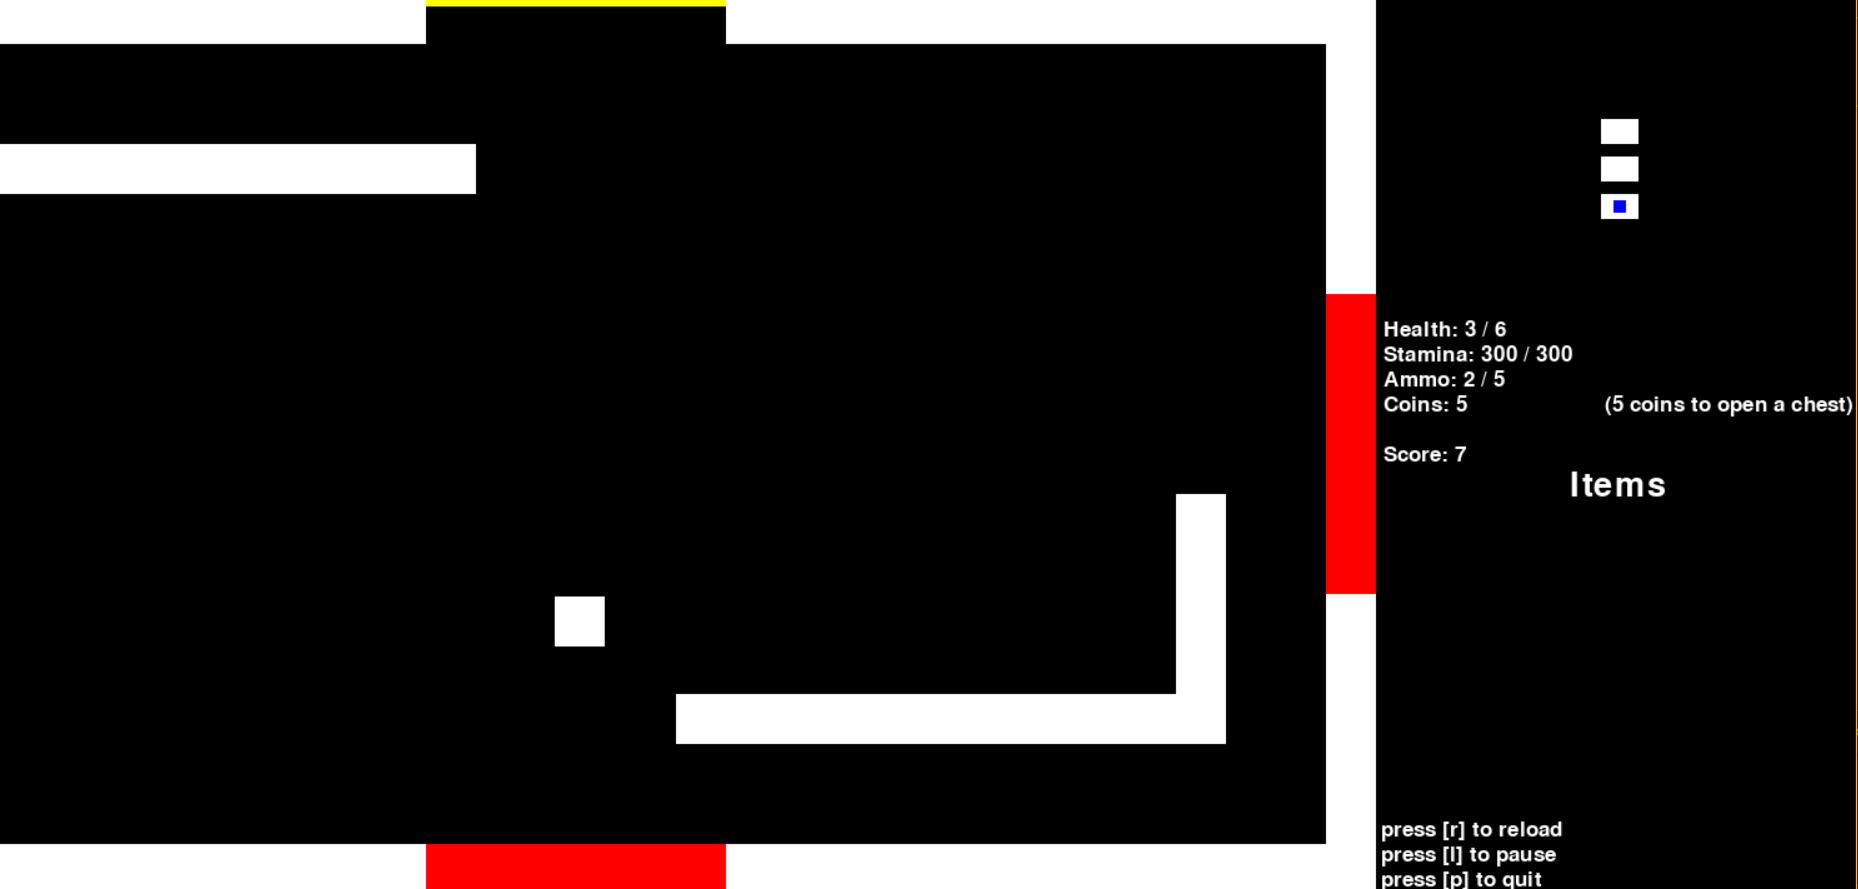 Health: 3 / 6
Stamina: 300 / 300
Ammo: 2 / 5
Coins: 5 (5 coins to open a chest)
Score: 7
Items
press [r] to reload
press [l] to pause
press [p] to quit